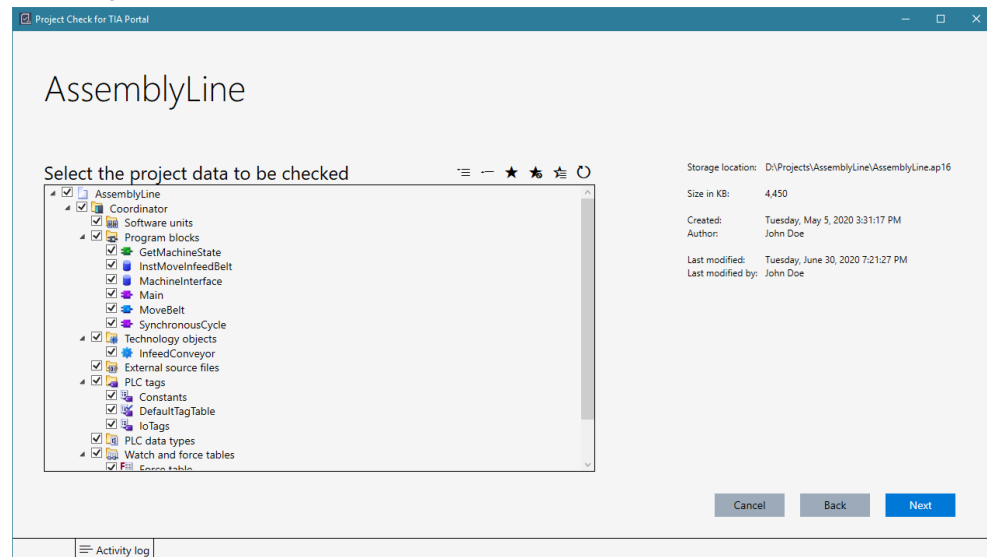 Project Check for TIA Portal
AssemblyLine
Select the project data to be checked
AssemblyLine
Coordinator
Software units
Program blocks
GetMachineState
InstMoveInfeedBelt
MachineInterface
Main
MoveBelt
SynchronousCycle
Technology objects
InfeedConveyor
External source files
PLC tags
Constants
DefaultTagTable
IoTags
PLC data types
Watch and force tables
Force table
Storage location: D:\Projects\AssemblyLine\AssemblyLine.ap16
Size in KB: 4,450
Created: Tuesday, May 5, 2020 3:31:17 PM
Author: John Doe
Last modified: Tuesday, June 30, 2020 7:21:27 PM
Last modified by: John Doe
Cancel Back Next
Activity log